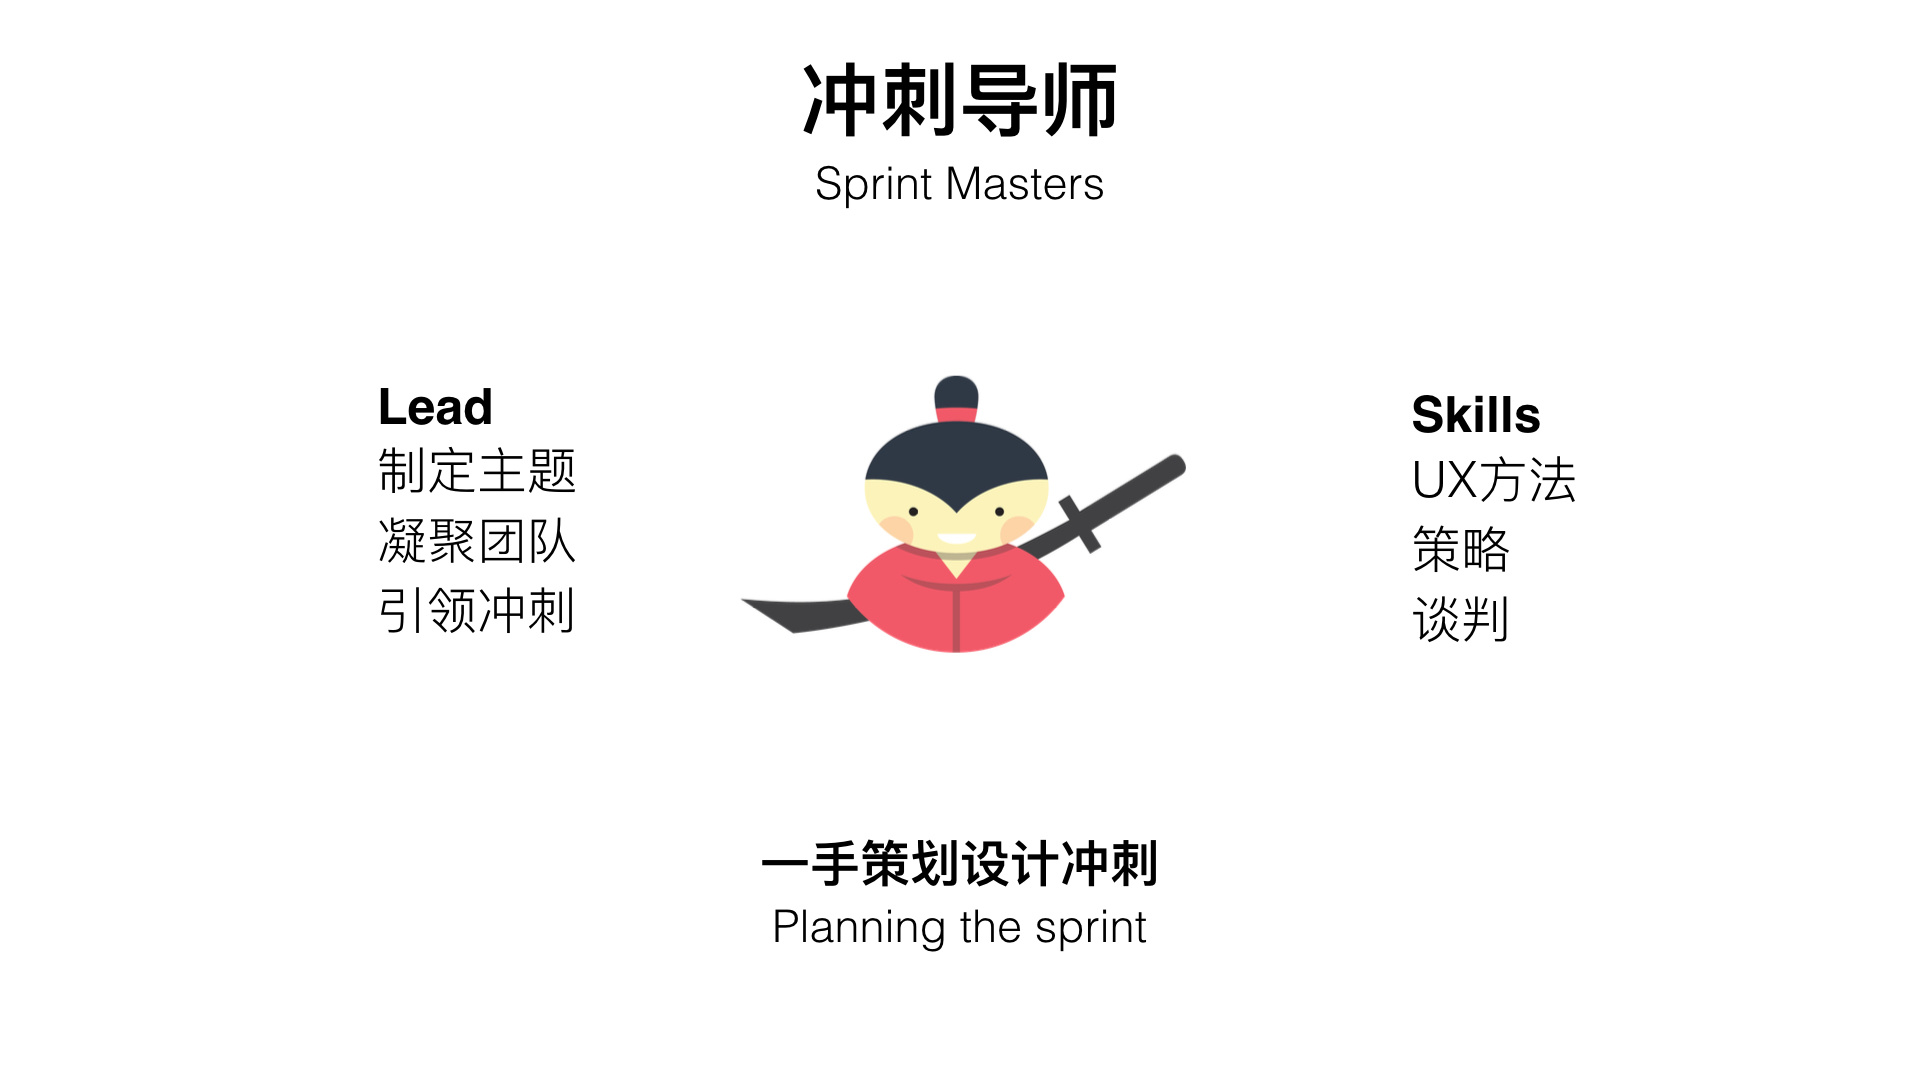 冲刺导师
Sprint Masters
Lead
制定主题
凝聚团队
引领冲刺
Skills
UX方法
策略
谈判
一手策划设计冲刺
Planning the sprint